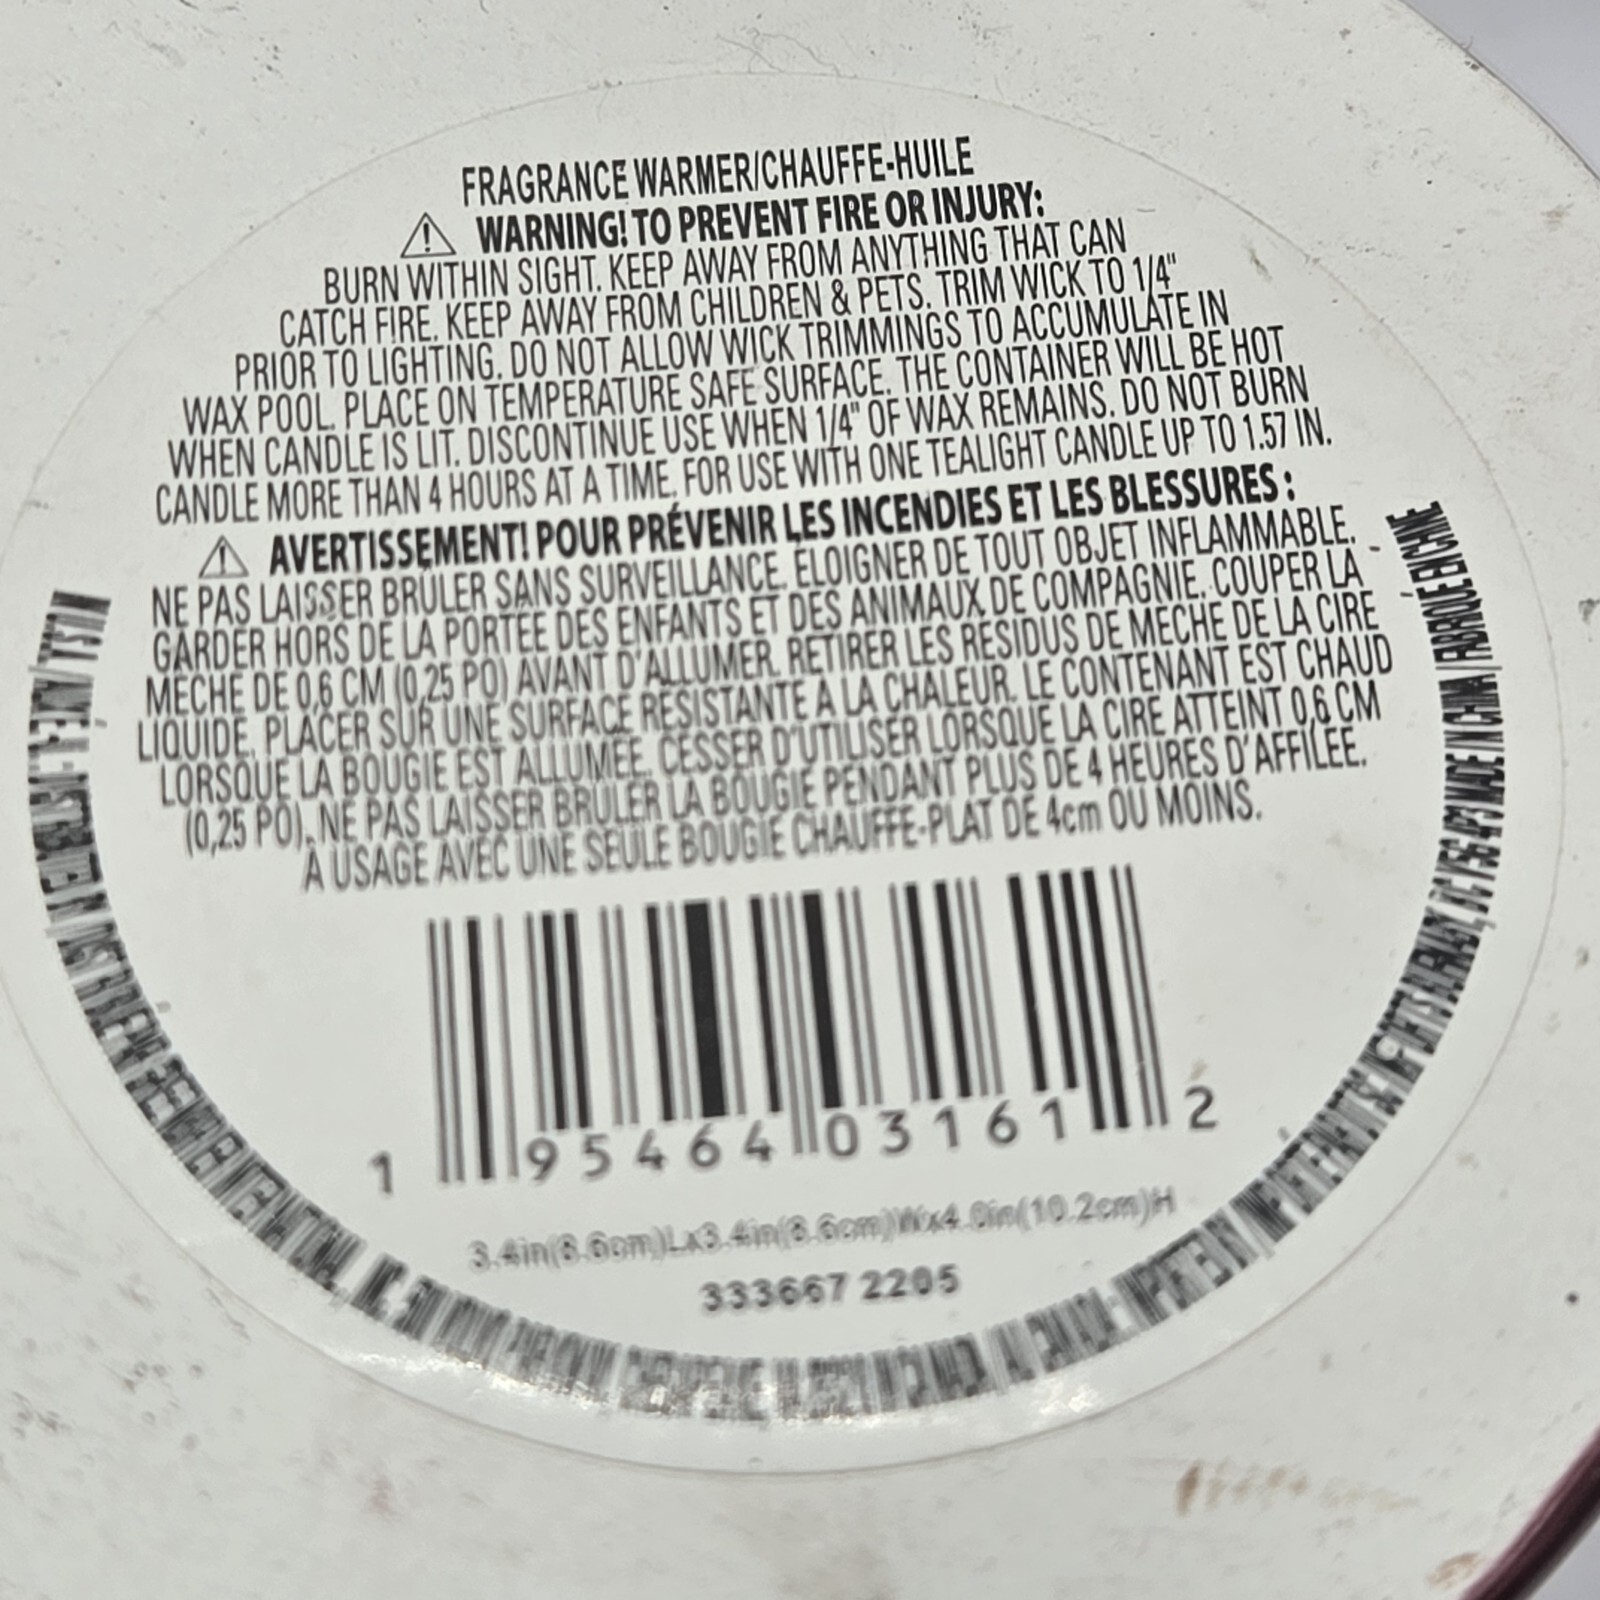 FRAGRANCE WARMER/CHAUFFE-HUILE
WARNING! TO PREVENT FIRE OR INJURY:
BURN WITHIN SIGHT. KEEP AWAY FROM ANYTHING THAT CAN
CATCH FIRE. KEEP AWAY FROM CHILDREN & PETS. TRIM WICK TO 1/4"
PRIOR TO LIGHTING. DO NOT ALLOW WICK TRIMMINGS TO ACCUMULATE IN
WAX POOL. PLACE ON TEMPERATURE SAFE SURFACE. THE CONTAINER WILL BE HOT
WHEN CANDLE IS LIT. DISCONTINUE USE WHEN 1/4" OF WAX REMAINS. DO NOT BURN
CANDLE MORE THAN 4 HOURS AT A TIME. FOR USE WITH ONE TEALIGHT CANDLE UP TO 1.57 IN.
AVERTISSEMENT! POUR PRÉVENIR LES INCENDIES ET LES BLESSURES :
NE PAS LAISSER BRÛLER SANS SURVEILLANCE. ÉLOIGNER DE TOUT OBJET INFLAMMABLE.
GARDER HORS DE LA PORTÉE DES ENFANTS ET DES ANIMAUX DE COMPAGNIE. COUPER LA
MÈCHE DE 0,6 CM (0,25 PO) AVANT D'ALLUMER. RETIRER LES RÉSIDUS DE MÈCHE DE LA CIRE
LIQUIDE. PLACER SUR UNE SURFACE RÉSISTANTE À LA CHALEUR. LE CONTENANT EST CHAUD
LORSQUE LA BOUGIE EST ALLUMÉE. CESSER D'UTILISER LORSQUE LA CIRE ATTEINT 0,6 CM
(0,25 PO). NE PAS LAISSER BRÛLER LA BOUGIE PENDANT PLUS DE 4 HEURES D'AFFILÉE.
À USAGE AVEC UNE SEULE BOUGIE CHAUFFE-PLAT DE 4cm OU MOINS.
1 95464 03161 2
3.4in(8.6cm)Lx3.4in(8.6cm)Wx4.0in(10.2cm)H
333667 2205
MADE IN CHINA / FABRIQUÉ EN CHINE